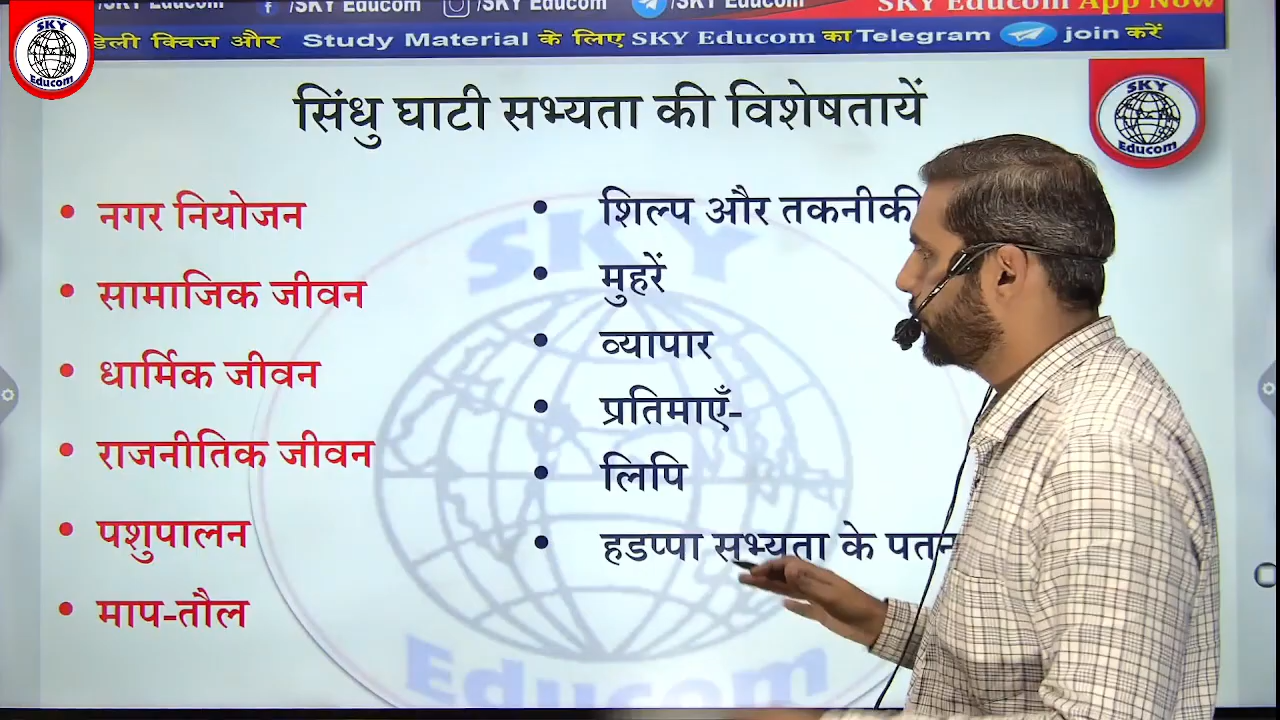 SKY
Educom
/SKY Educom /SKY Educom /SKY Educom /SKY Educom SKY Educom App Now
डेली क्विज और Study Material के लिए SKY Educom का Telegram join करें
SKY
Educom
सिंधु घाटी सभ्यता की विशेषतायें
• नगर नियोजन
• सामाजिक जीवन
• धार्मिक जीवन
• राजनीतिक जीवन
• पशुपालन
• माप-तौल
• शिल्प और तकनीकी
• मुहरें
• व्यापार
• प्रतिमाएँ-
• लिपि
• हडप्पा सभ्यता के पतन
SKY
Educom